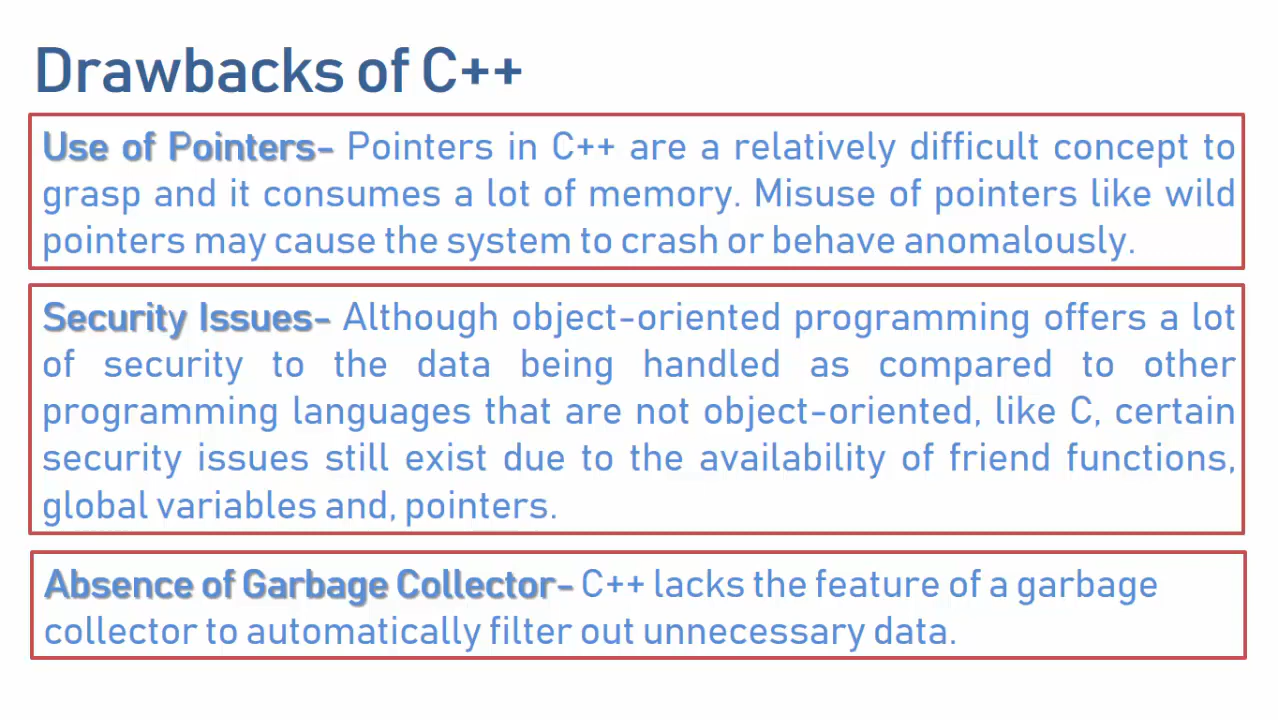 Drawbacks of C++
Use of Pointers- Pointers in C++ are a relatively difficult concept to
grasp and it consumes a lot of memory. Misuse of pointers like wild
pointers may cause the system to crash or behave anomalously.
Security Issues- Although object-oriented programming offers a lot
of security to the data being handled as compared to other
programming languages that are not object-oriented, like C, certain
security issues still exist due to the availability of friend functions,
global variables and, pointers.
Absence of Garbage Collector- C++ lacks the feature of a garbage
collector to automatically filter out unnecessary data.